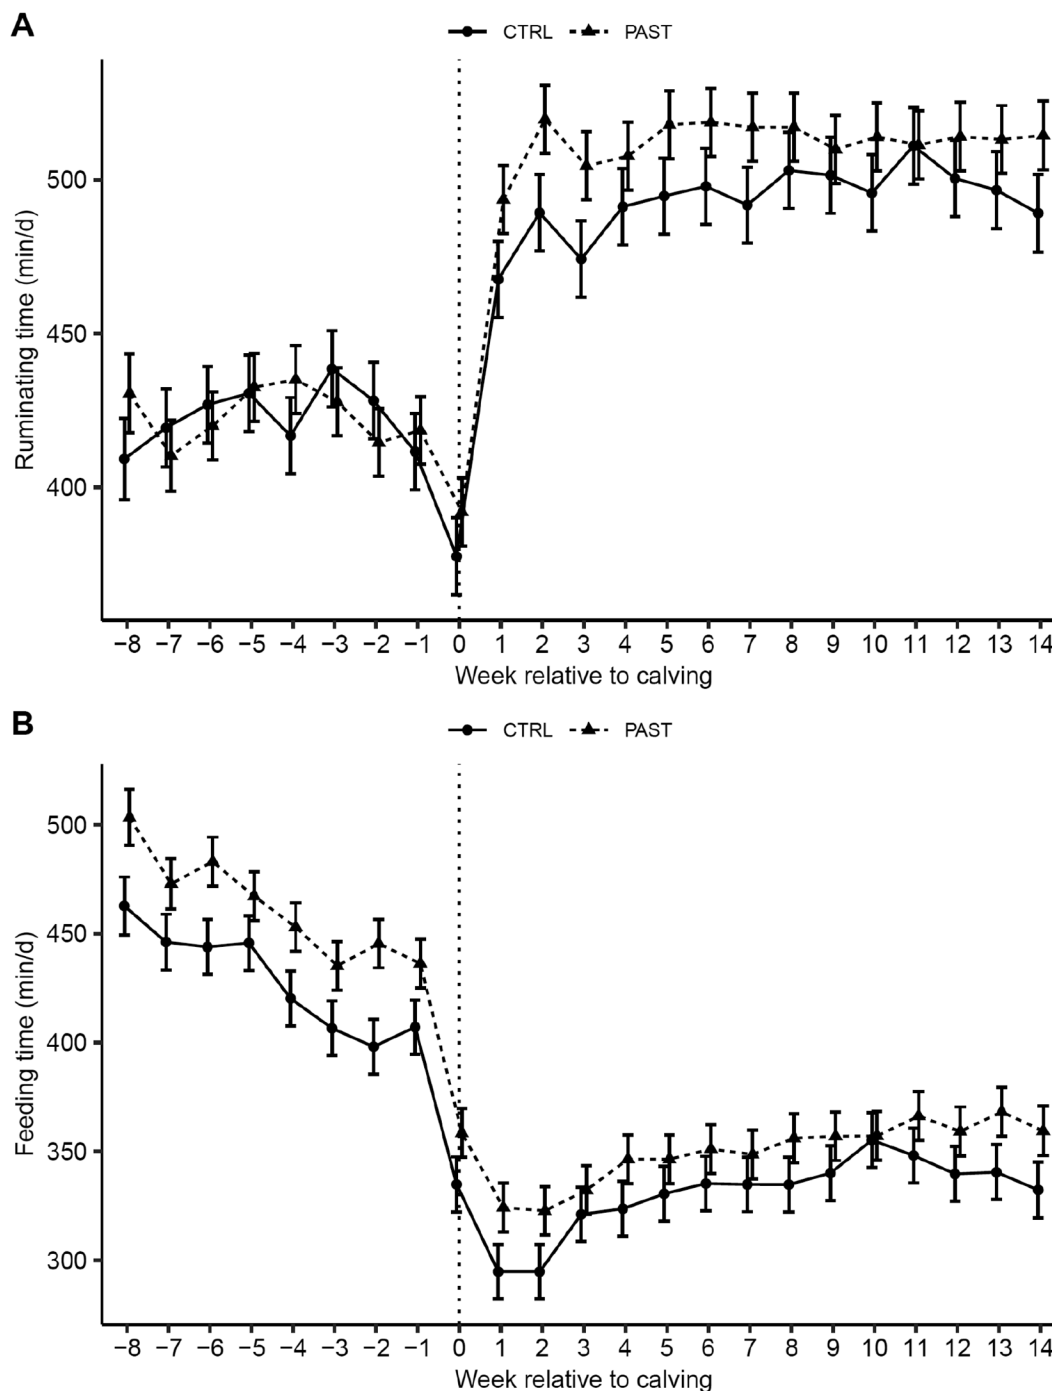 A
CTRL PAST
Ruminating time (min/d)
500
450
400
−8 −7 −6 −5 −4 −3 −2 −1 0 1 2 3 4 5 6 7 8 9 10 11 12 13 14
Week relative to calving
B
CTRL PAST
Feeding time (min/d)
500
450
400
350
300
−8 −7 −6 −5 −4 −3 −2 −1 0 1 2 3 4 5 6 7 8 9 10 11 12 13 14
Week relative to calving